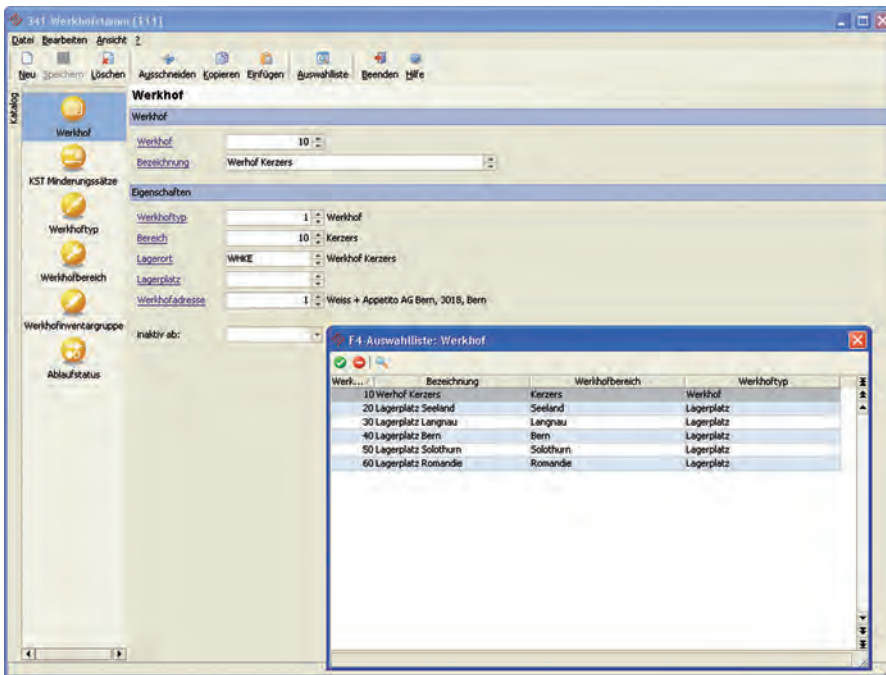 341 Werkhofstamm [111]
Datei Bearbeiten Ansicht ?
Neu Speichern Löschen Ausschneiden Kopieren Einfügen Auswahlliste Beenden Hilfe
Katalog
Werkhof
KST Minderungssätze
Werkhoftyp
Werkhofbereich
Werkhofinventargruppe
Ablaufstatus
Werkhof
Werkhof
Werkhof 10
Bezeichnung Werhof Kerzers
Eigenschaften
Werkhoftyp 1 Werkhof
Bereich 10 Kerzers
Lagerort WHKE Werkhof Kerzers
Lagerplatz
Werkhofadresse 1 Weiss + Appetito AG Bern, 3018, Bern
Inaktiv ab:
F4-Auswahlliste: Werkhof
Werk... Bezeichnung Werkhofbereich Werkhoftyp
10 Werhof Kerzers Kerzers Werkhof
20 Lagerplatz Seeland Seeland Lagerplatz
30 Lagerplatz Langnau Langnau Lagerplatz
40 Lagerplatz Bern Bern Lagerplatz
50 Lagerplatz Solothurn Solothurn Lagerplatz
60 Lagerplatz Romandie Romandie Lagerplatz